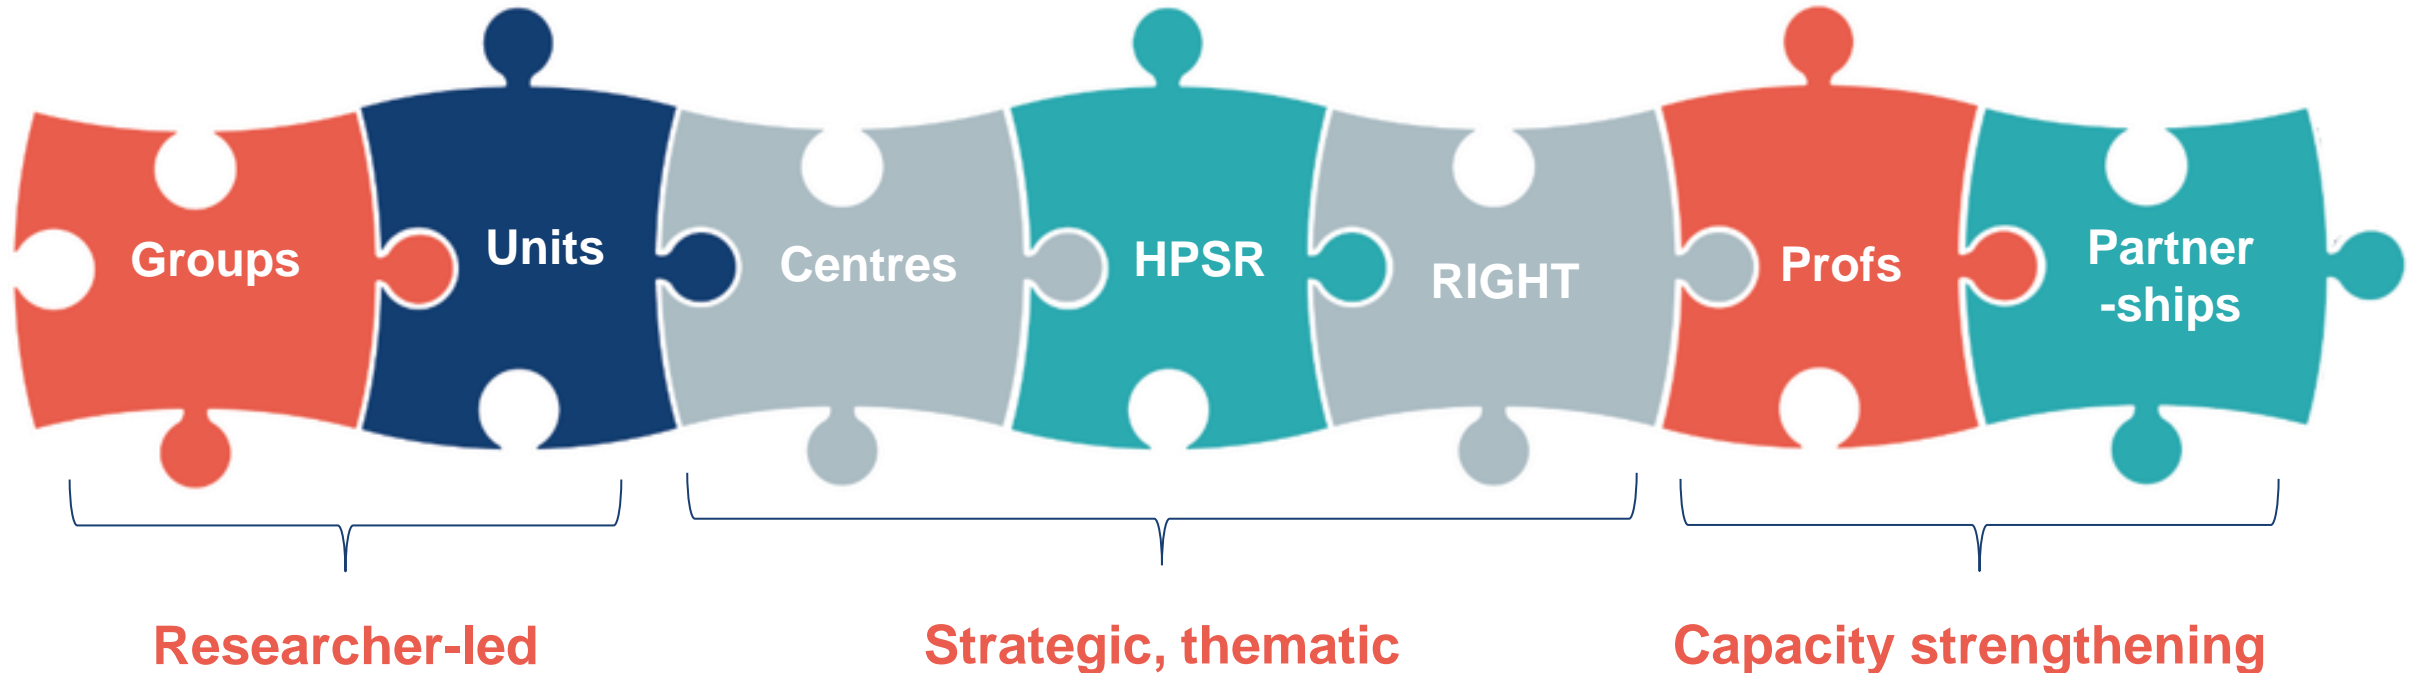 Groups
Units
Centres
HPSR
RIGHT
Profs
Partner
-ships
Researcher-led
Strategic, thematic
Capacity strengthening